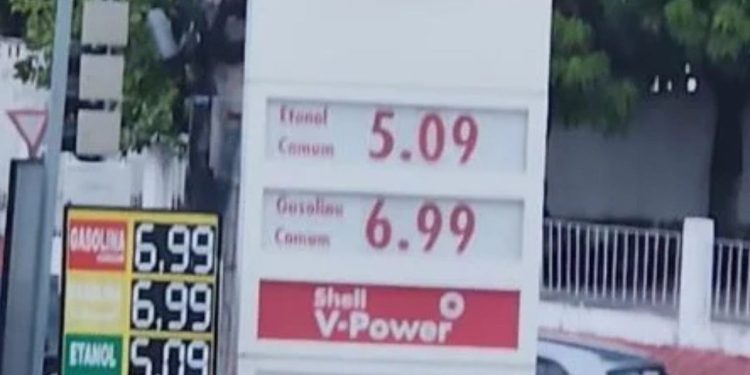 Etanol
Comum 5.09
Gasolina
Comum 6.99
Shell
V-Power
GASOLINA 6,99
6,99
ETANOL 5,09